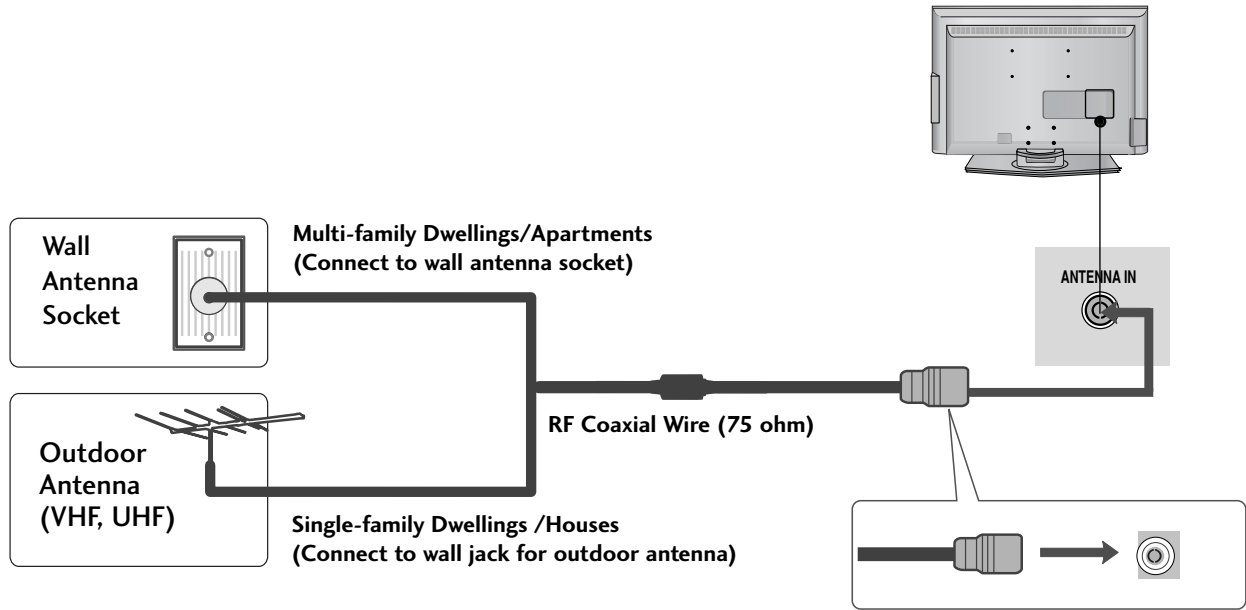 ANTENNA IN
Wall
Antenna
Socket
Multi-family Dwellings/Apartments
(Connect to wall antenna socket)
RF Coaxial Wire (75 ohm)
Outdoor
Antenna
(VHF, UHF)
Single-family Dwellings /Houses
(Connect to wall jack for outdoor antenna)